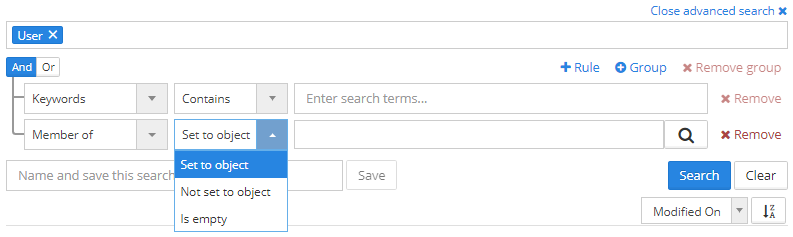 Close advanced search ×
User ×
And Or + Rule + Group × Remove group
Keywords Contains Enter search terms... × Remove
Member of Set to object × Remove
Set to object
Name and save this search Save Search Clear
Not set to object
Is empty
Modified On Z A